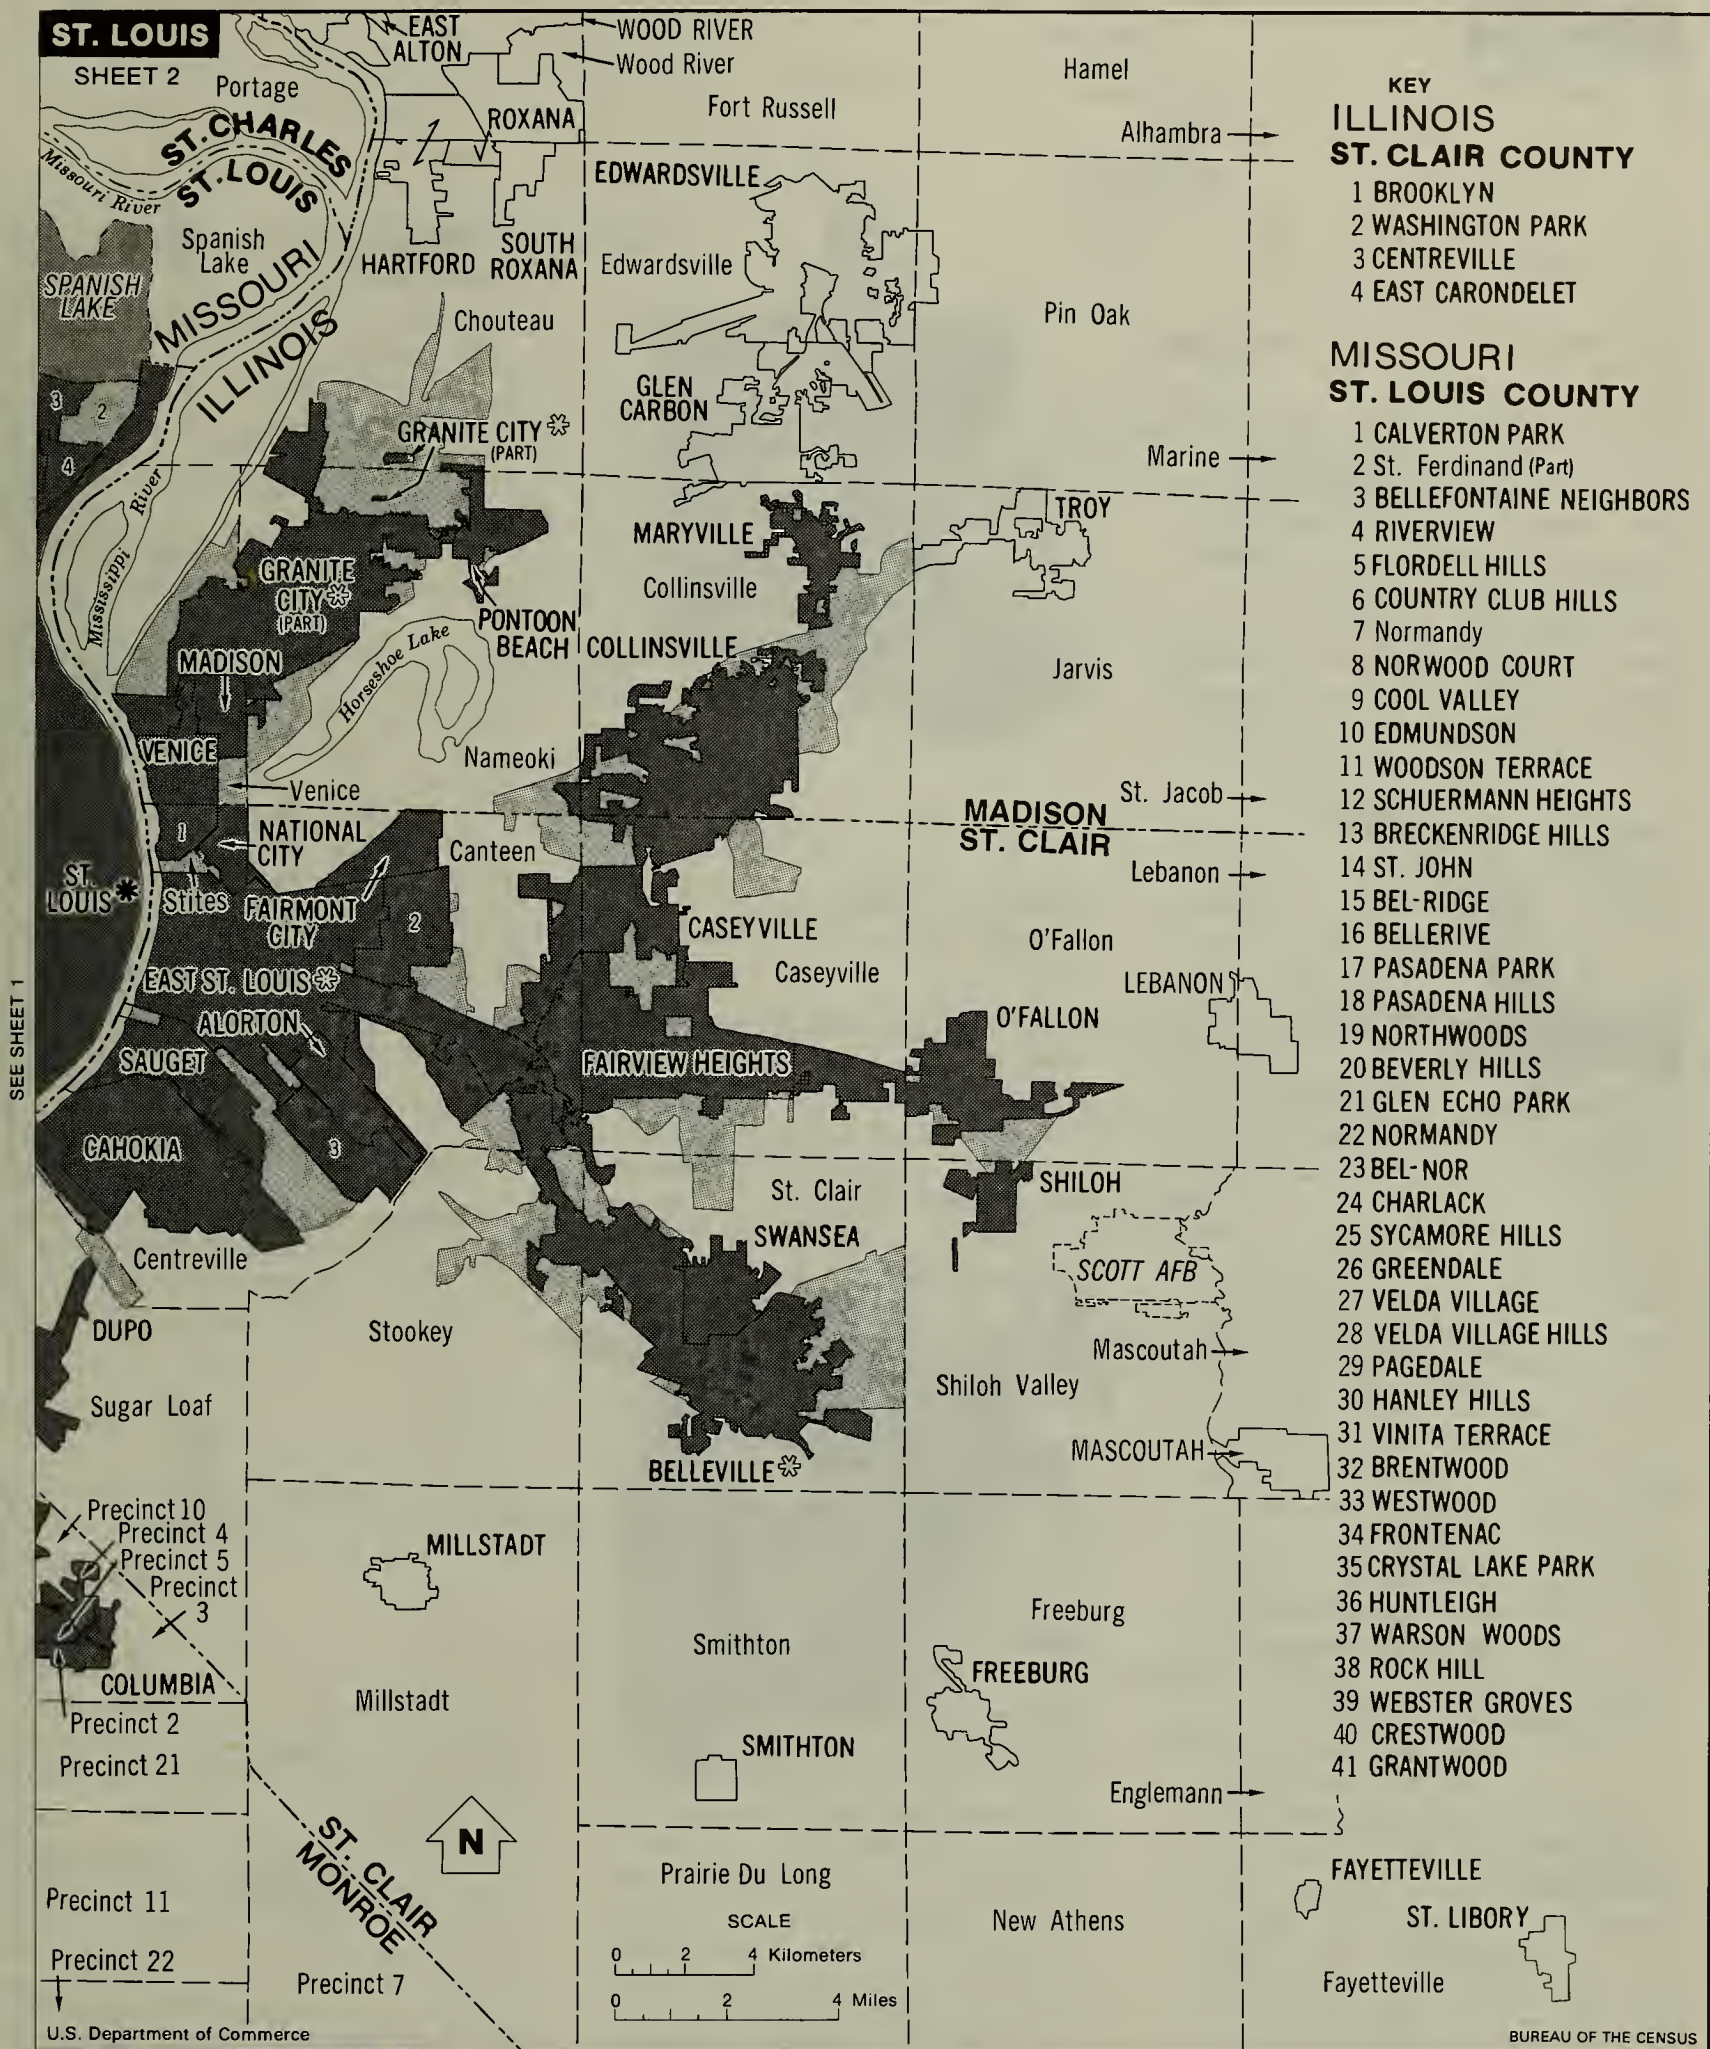 ST. LOUIS
SHEET 2
EAST
ALTON
WOOD RIVER
Wood River
Portage
ROXANA
Fort Russell
Hamel
Alhambra
ST. CHARLES
ST. LOUIS
Missouri River
Spanish
Lake
SPANISH
LAKE
MISSOURI
ILLINOIS
HARTFORD
SOUTH
ROXANA
EDWARDSVILLE
Edwardsville
Chouteau
Pin Oak
GLEN
CARBON
GRANITE CITY
(PART)
Marine
3
2
4
Mississippi
River
TROY
MARYVILLE
Collinsville
GRANITE
CITY
(PART)
PONTOON
BEACH
COLLINSVILLE
MADISON
Horseshoe Lake
Jarvis
VENICE
Nameoki
Venice
St. Jacob
MADISON
ST. CLAIR
1
NATIONAL
CITY
Canteen
Lebanon
ST.
LOUIS
Stites
FAIRMONT
CITY
2
CASEYVILLE
O'Fallon
Caseyville
EAST ST. LOUIS
LEBANON
ALORTON
O'FALLON
SAUGET
FAIRVIEW HEIGHTS
SEE SHEET 1
CAHOKIA
3
St. Clair
SHILOH
SWANSEA
Centreville
SCOTT AFB
DUPO
Stookey
Mascoutah
Shiloh Valley
Sugar Loaf
MASCOUTAH
BELLEVILLE
Precinct 10
Precinct 4
Precinct 5
Precinct
3
MILLSTADT
Freeburg
Smithton
COLUMBIA
Millstadt
FREEBURG
Precinct 2
SMITHTON
Precinct 21
Englemann
ST. CLAIR
MONROE
N
Prairie Du Long
Precinct 11
SCALE
New Athens
0 2 4 Kilometers
Precinct 22
Precinct 7
0 2 4 Miles
FAYETTEVILLE
ST. LIBORY
Fayetteville
KEY
ILLINOIS
ST. CLAIR COUNTY
1 BROOKLYN
2 WASHINGTON PARK
3 CENTREVILLE
4 EAST CARONDELET
MISSOURI
ST. LOUIS COUNTY
1 CALVERTON PARK
2 St. Ferdinand (Part)
3 BELLEFONTAINE NEIGHBORS
4 RIVERVIEW
5 FLORDELL HILLS
6 COUNTRY CLUB HILLS
7 Normandy
8 NORWOOD COURT
9 COOL VALLEY
10 EDMUNDSON
11 WOODSON TERRACE
12 SCHUERMANN HEIGHTS
13 BRECKENRIDGE HILLS
14 ST. JOHN
15 BEL-RIDGE
16 BELLERIVE
17 PASADENA PARK
18 PASADENA HILLS
19 NORTHWOODS
20 BEVERLY HILLS
21 GLEN ECHO PARK
22 NORMANDY
23 BEL-NOR
24 CHARLACK
25 SYCAMORE HILLS
26 GREENDALE
27 VELDA VILLAGE
28 VELDA VILLAGE HILLS
29 PAGEDALE
30 HANLEY HILLS
31 VINITA TERRACE
32 BRENTWOOD
33 WESTWOOD
34 FRONTENAC
35 CRYSTAL LAKE PARK
36 HUNTLEIGH
37 WARSON WOODS
38 ROCK HILL
39 WEBSTER GROVES
40 CRESTWOOD
41 GRANTWOOD
U.S. Department of Commerce
BUREAU OF THE CENSUS